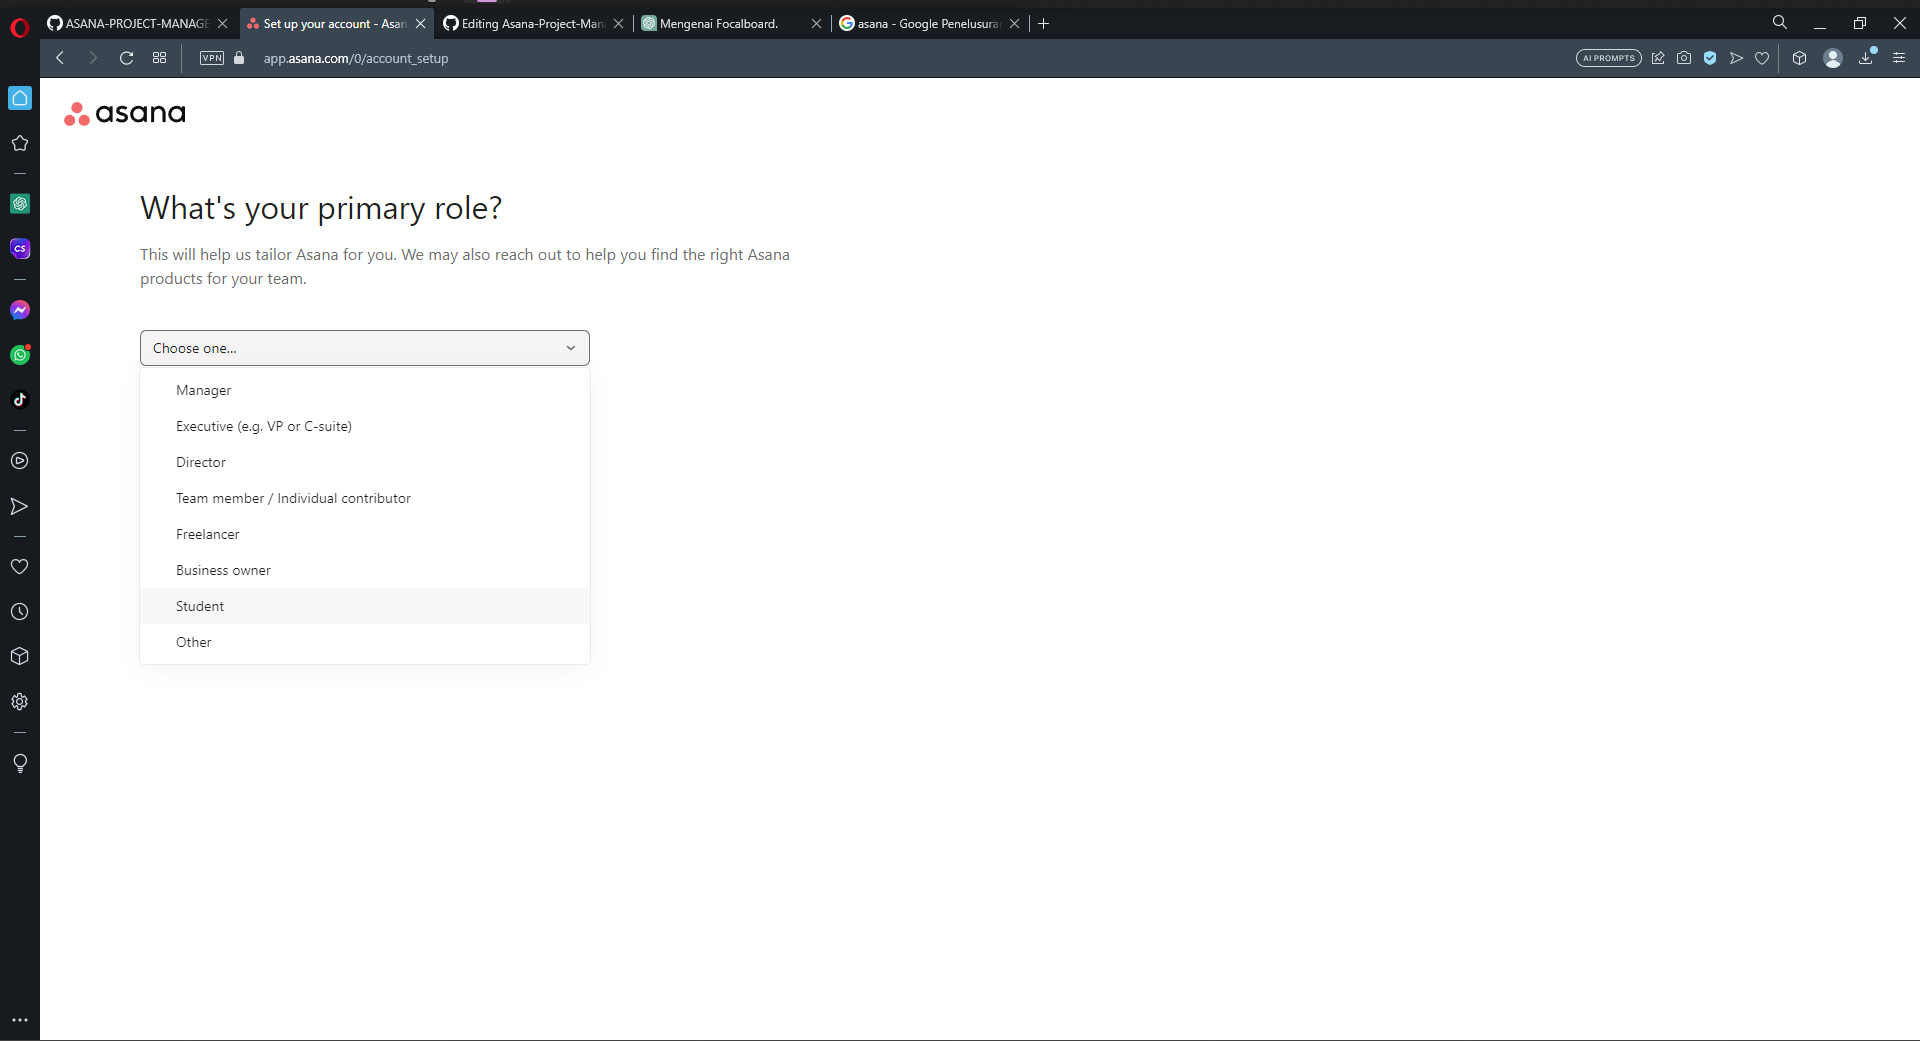 ASANA-PROJECT-MANAGE
Set up your account - Asan
Editing Asana-Project-Man
Mengenai Focalboard.
asana - Google Penelusura
VPN
app.asana.com/0/account_setup
AI PROMPTS
asana
CS
What's your primary role?
This will help us tailor Asana for you. We may also reach out to help you find the right Asana
products for your team.
Choose one...
Manager
Executive (e.g. VP or C-suite)
Director
Team member / Individual contributor
Freelancer
Business owner
Student
Other